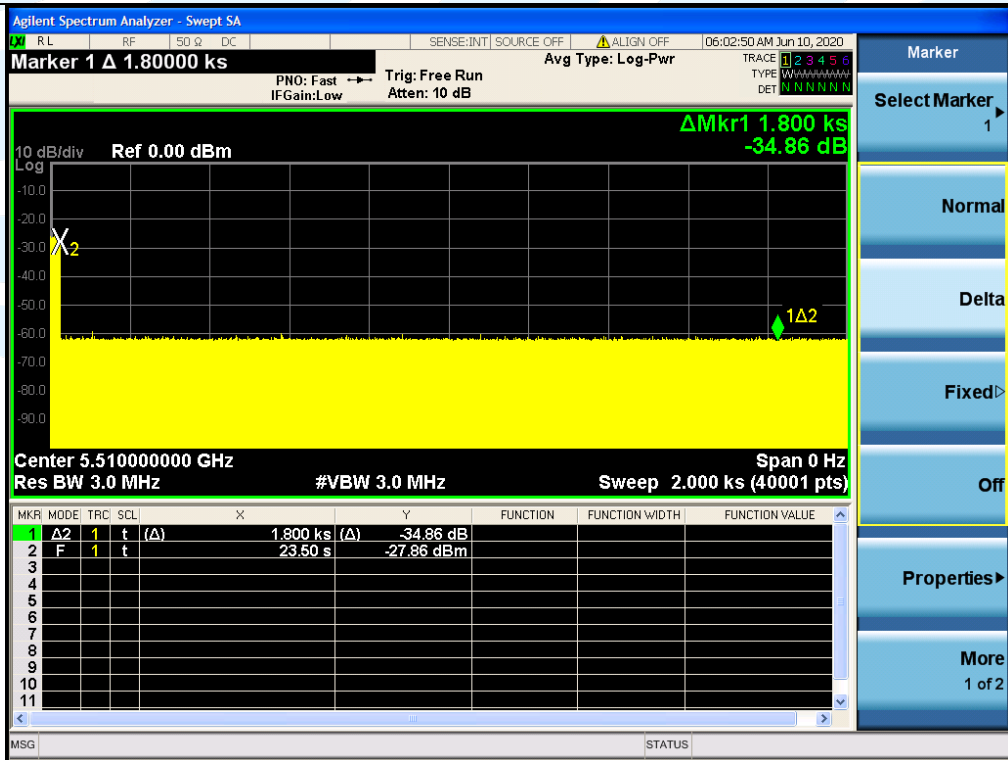 Agilent Spectrum Analyzer - Swept SA
LXI RL RF 50 Ω DC SENSE:INT SOURCE OFF ALIGN OFF 06:02:50 AM Jun 10, 2020
Marker 1 Δ 1.80000 ks
PNO: Fast
IFGain:Low
Trig: Free Run
Atten: 10 dB
Avg Type: Log-Pwr
TRACE 1 2 3 4 5 6
TYPE WWWWWW
DET N N N N N N
ΔMkr1 1.800 ks
-34.86 dB
10 dB/div Ref 0.00 dBm
Log
-10.0
-20.0
-30.0
-40.0
-50.0
-60.0
-70.0
-80.0
-90.0
X2
1Δ2
Center 5.510000000 GHz Span 0 Hz
Res BW 3.0 MHz #VBW 3.0 MHz Sweep 2.000 ks (40001 pts)
MKR MODE TRC SCL X Y FUNCTION FUNCTION WIDTH FUNCTION VALUE
1 Δ2 1 t (Δ) 1.800 ks (Δ) -34.86 dB
2 F 1 t 23.50 s -27.86 dBm
3
4
5
6
7
8
9
10
11
MSG STATUS
Marker
Select Marker
1
Normal
Delta
Fixed
Off
Properties
More
1 of 2